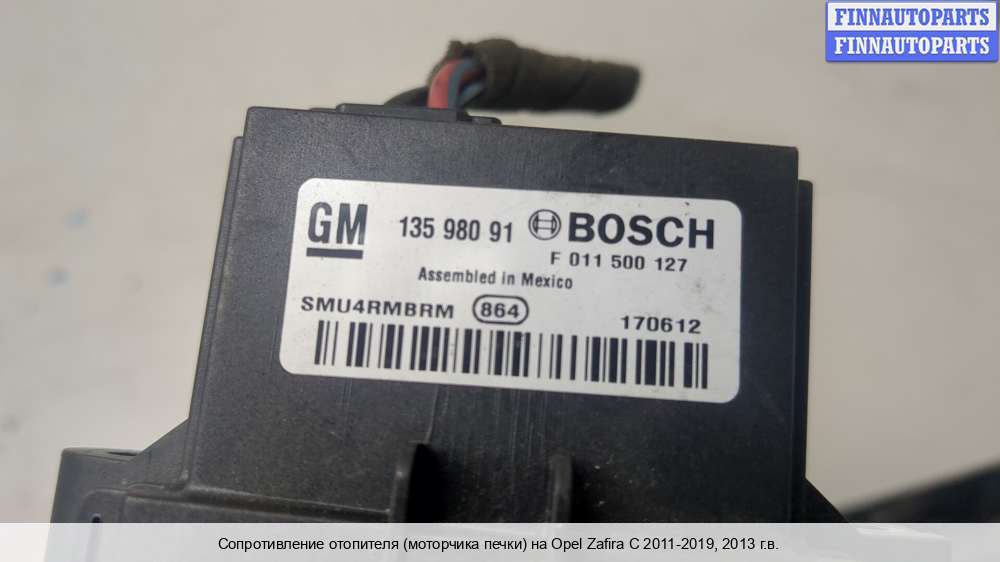 FINNAUTOPARTS
FINNAUTOPARTS
GM 135 980 91 BOSCH
F 011 500 127
Assembled in Mexico
SMU4RMBRM 864 170612
Сопротивление отопителя (моторчика печки) на Opel Zafira C 2011-2019, 2013 г.в.